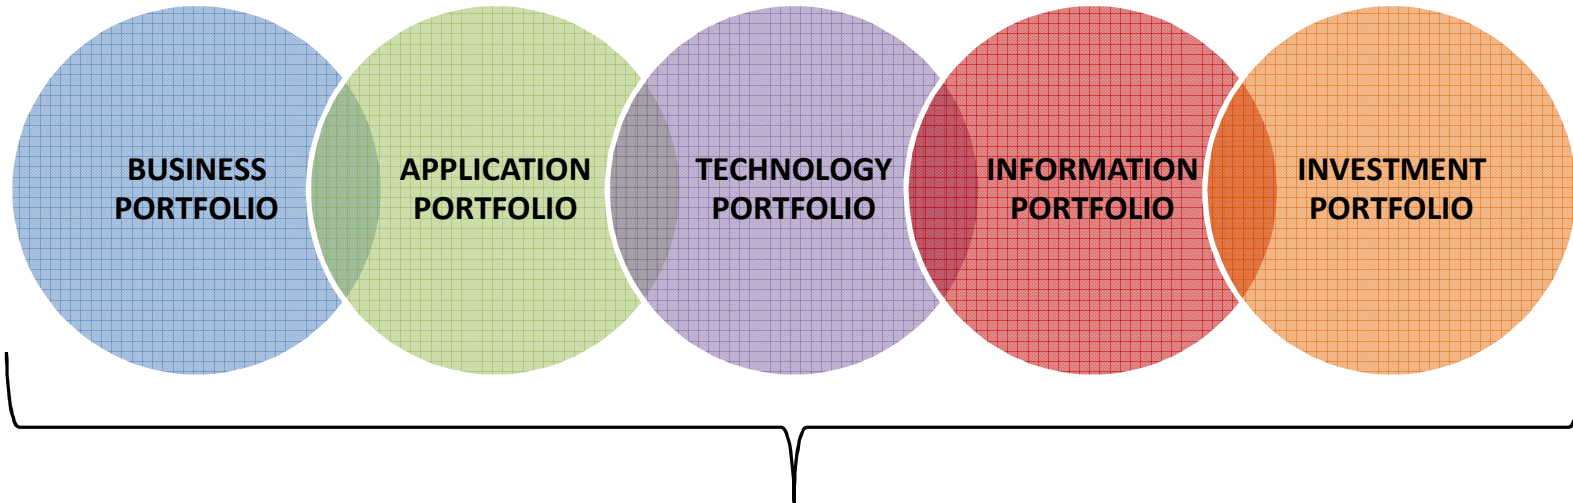 BUSINESS
PORTFOLIO
APPLICATION
PORTFOLIO
TECHNOLOGY
PORTFOLIO
INFORMATION
PORTFOLIO
INVESTMENT
PORTFOLIO